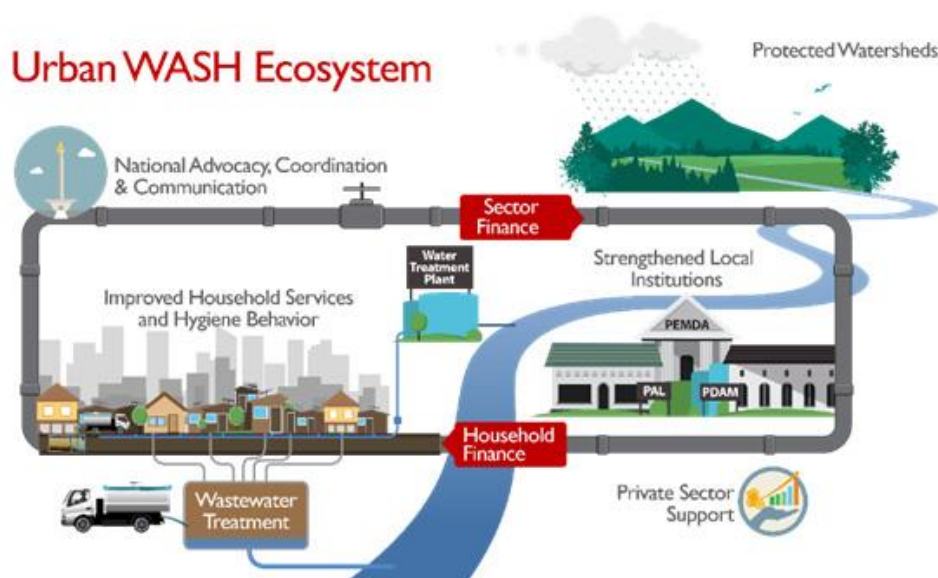 Urban WASH Ecosystem
Protected Watersheds
National Advocacy, Coordination
& Communication
Sector
Finance
Water
Treatment
Plant
Strengthened Local
Institutions
Improved Household Services
and Hygiene Behavior
PEMDA
PAL
PDAM
Household
Finance
Wastewater
Treatment
Private Sector
Support